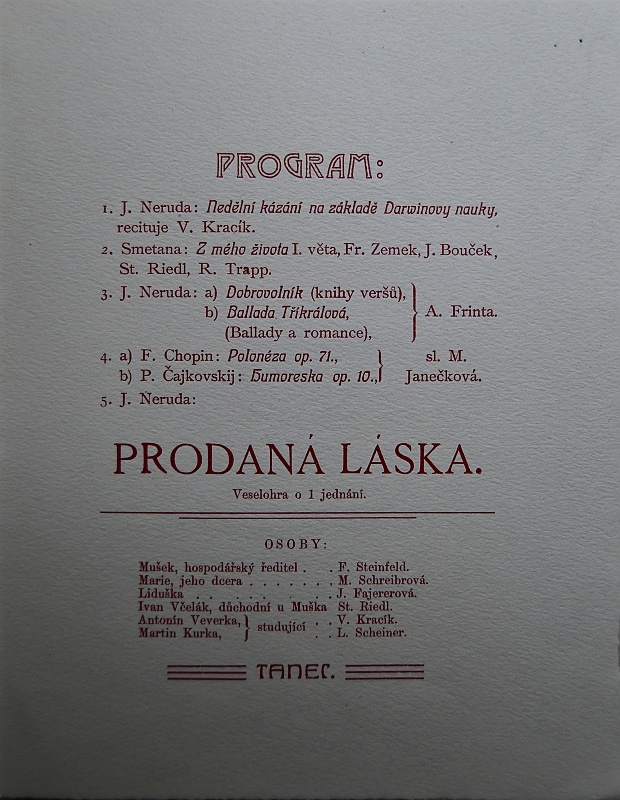 PROGRAM:
1. J. Neruda: Nedělní kázání na základě Darwinovy nauky,
recituje V. Kracík.
2. Smetana: Z mého života I. věta, Fr. Zemek, J. Bouček,
St. Riedl, R. Trapp.
3. J. Neruda: a) Dobrovolník (knihy veršů),
b) Ballada Tříkrálová, A. Frinta.
(Ballady a romance),
4. a) F. Chopin: Polonéza op. 71., sl. M.
b) P. Čajkovskij: Humoreska op. 10., Janečková.
5. J. Neruda:
PRODANÁ LÁSKA.
Veselohra o 1 jednání.
OSOBY:
Mušek, hospodářský ředitel . . F. Steinfeld.
Marie, jeho dcera . . . . . . . M. Schreibrová.
Liduška . . . . . . . . . . J. Fajererová.
Ivan Včelák, důchodní u Muška St. Riedl.
Antonín Veverka, } studující . . V. Kracík.
Martin Kurka, . . L. Scheiner.
TANEC.